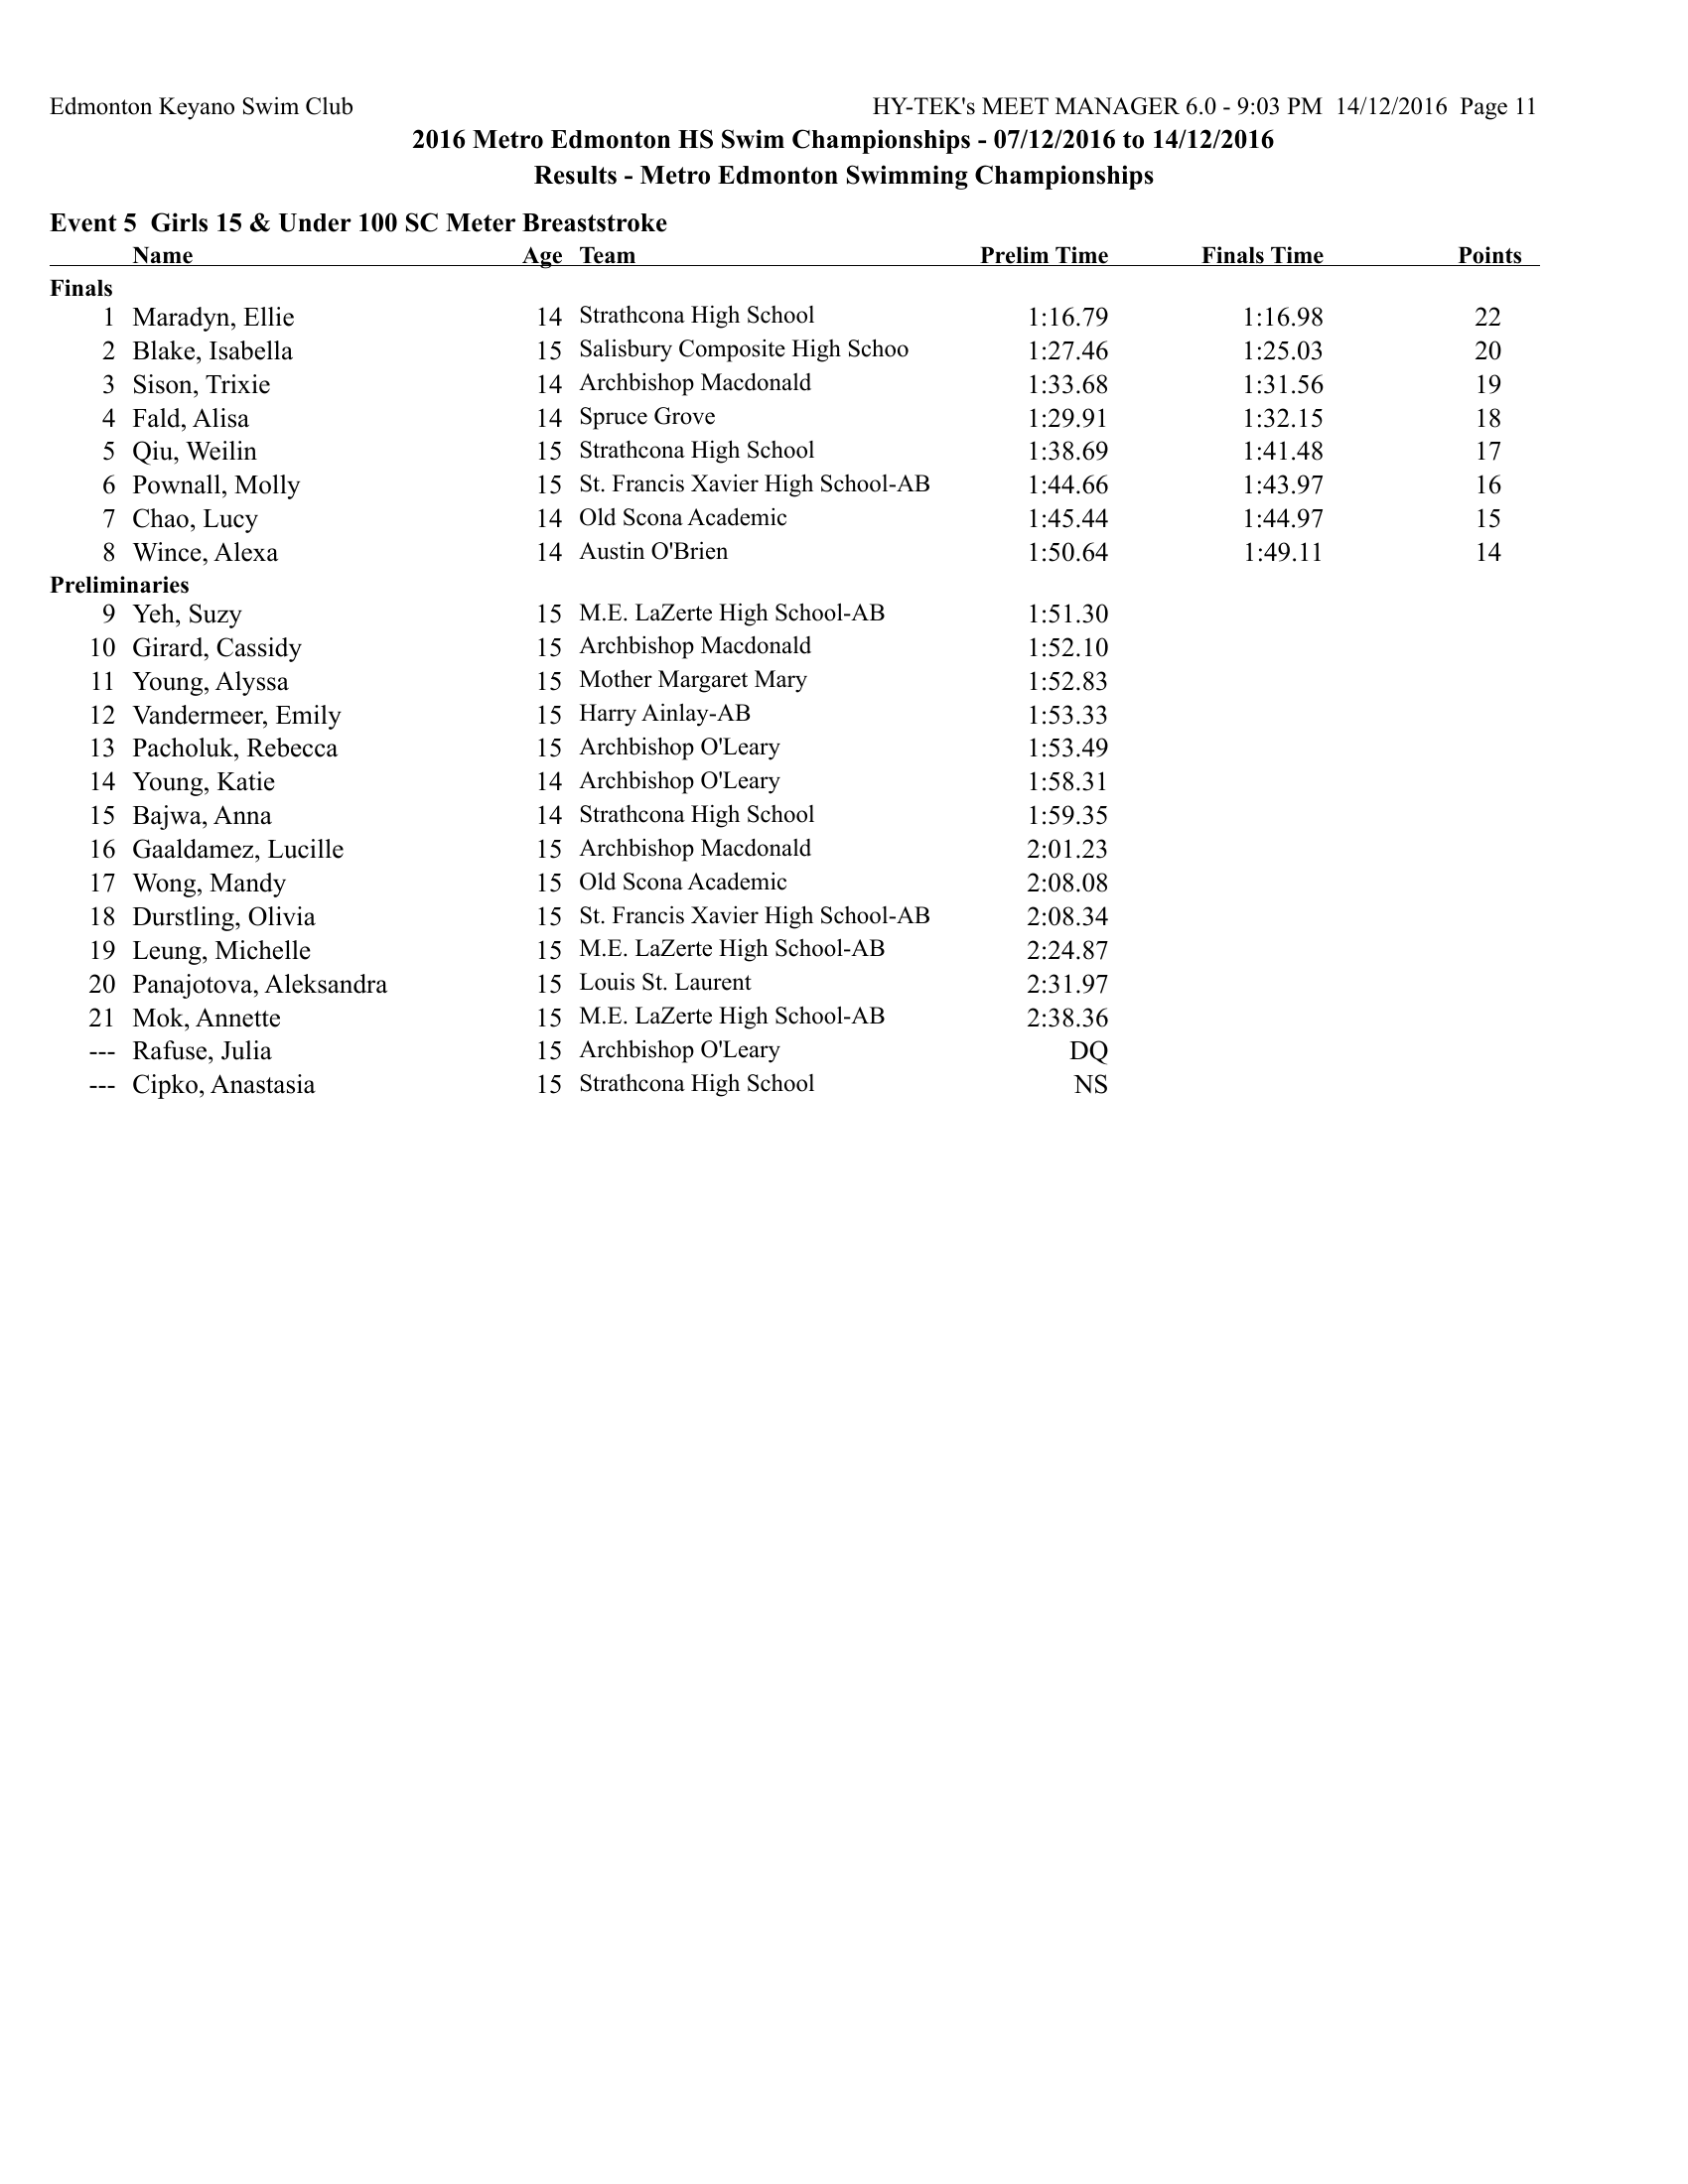 Edmonton Keyano Swim Club HY-TEK's MEET MANAGER 6.0 - 9:03 PM 14/12/2016 Page 11
2016 Metro Edmonton HS Swim Championships - 07/12/2016 to 14/12/2016
Results - Metro Edmonton Swimming Championships
Event 5 Girls 15 & Under 100 SC Meter Breaststroke
Name Age Team Prelim Time Finals Time Points
Finals
1 Maradyn, Ellie 14 Strathcona High School 1:16.79 1:16.98 22
2 Blake, Isabella 15 Salisbury Composite High Schoo 1:27.46 1:25.03 20
3 Sison, Trixie 14 Archbishop Macdonald 1:33.68 1:31.56 19
4 Fald, Alisa 14 Spruce Grove 1:29.91 1:32.15 18
5 Qiu, Weilin 15 Strathcona High School 1:38.69 1:41.48 17
6 Pownall, Molly 15 St. Francis Xavier High School-AB 1:44.66 1:43.97 16
7 Chao, Lucy 14 Old Scona Academic 1:45.44 1:44.97 15
8 Wince, Alexa 14 Austin O'Brien 1:50.64 1:49.11 14
Preliminaries
9 Yeh, Suzy 15 M.E. LaZerte High School-AB 1:51.30
10 Girard, Cassidy 15 Archbishop Macdonald 1:52.10
11 Young, Alyssa 15 Mother Margaret Mary 1:52.83
12 Vandermeer, Emily 15 Harry Ainlay-AB 1:53.33
13 Pacholuk, Rebecca 15 Archbishop O'Leary 1:53.49
14 Young, Katie 14 Archbishop O'Leary 1:58.31
15 Bajwa, Anna 14 Strathcona High School 1:59.35
16 Gaaldamez, Lucille 15 Archbishop Macdonald 2:01.23
17 Wong, Mandy 15 Old Scona Academic 2:08.08
18 Durstling, Olivia 15 St. Francis Xavier High School-AB 2:08.34
19 Leung, Michelle 15 M.E. LaZerte High School-AB 2:24.87
20 Panajotova, Aleksandra 15 Louis St. Laurent 2:31.97
21 Mok, Annette 15 M.E. LaZerte High School-AB 2:38.36
--- Rafuse, Julia 15 Archbishop O'Leary DQ
--- Cipko, Anastasia 15 Strathcona High School NS